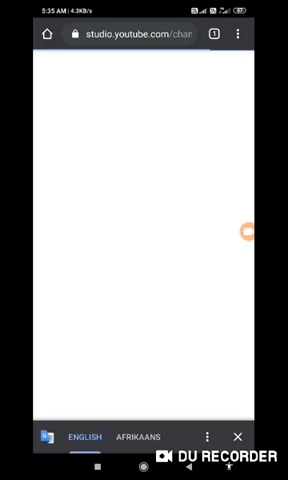 5:35 AM | 4.3KB/s
studio.youtube.com/chan
1
ENGLISH AFRIKAANS
DU RECORDER